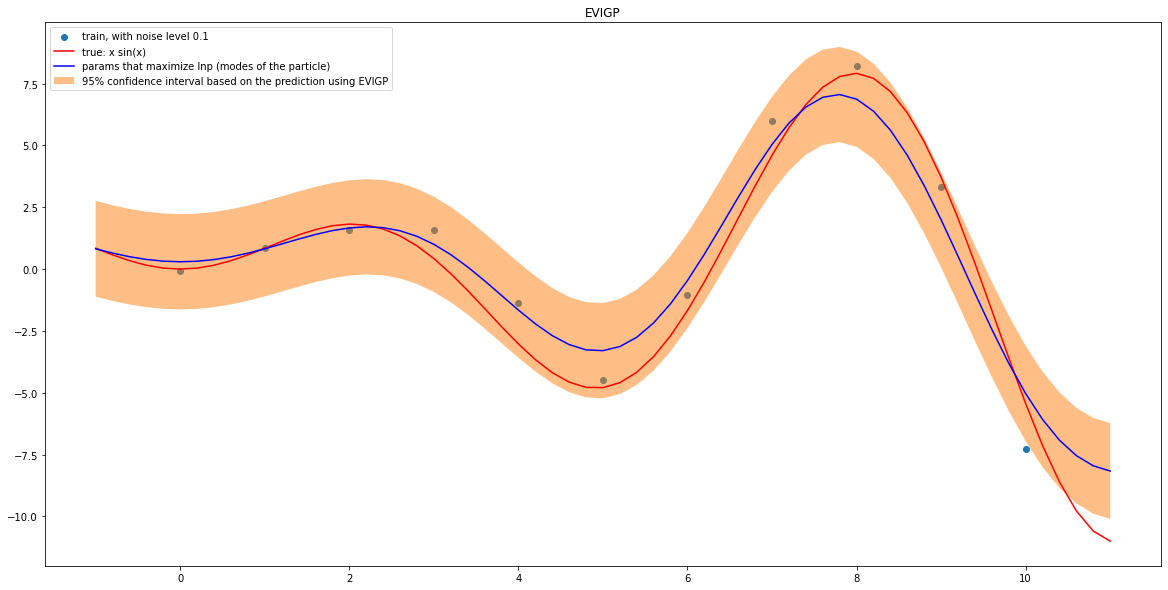 EVIGP
train, with noise level 0.1
true: x sin(x)
params that maximize lnp (modes of the particle)
95% confidence interval based on the prediction using EVIGP
7.5
5.0
2.5
0.0
−2.5
−5.0
−7.5
−10.0
0 2 4 6 8 10